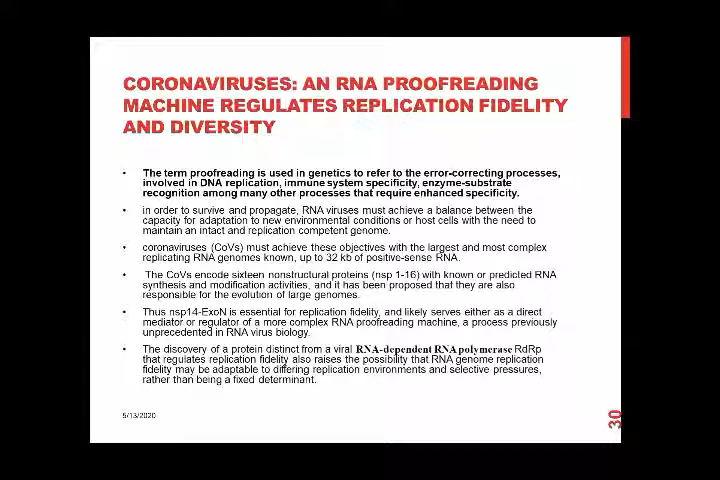 CORONAVIRUSES: AN RNA PROOFREADING
MACHINE REGULATES REPLICATION FIDELITY
AND DIVERSITY
• The term proofreading is used in genetics to refer to the error-correcting processes,
involved in DNA replication, immune system specificity, enzyme-substrate
recognition among many other processes that require enhanced specificity.
• in order to survive and propagate, RNA viruses must achieve a balance between the
capacity for adaptation to new environmental conditions or host cells with the need to
maintain an intact and replication competent genome.
• coronaviruses (CoVs) must achieve these objectives with the largest and most complex
replicating RNA genomes known, up to 32 kb of positive-sense RNA.
• The CoVs encode sixteen nonstructural proteins (nsp 1-16) with known or predicted RNA
synthesis and modification activities, and it has been proposed that they are also
responsible for the evolution of large genomes.
• Thus nsp14-ExoN is essential for replication fidelity, and likely serves either as a direct
mediator or regulator of a more complex RNA proofreading machine, a process previously
unprecedented in RNA virus biology.
• The discovery of a protein distinct from a viral RNA-dependent RNA polymerase RdRp
that regulates replication fidelity also raises the possibility that RNA genome replication
fidelity may be adaptable to differing replication environments and selective pressures,
rather than being a fixed determinant.
5/13/2020
30